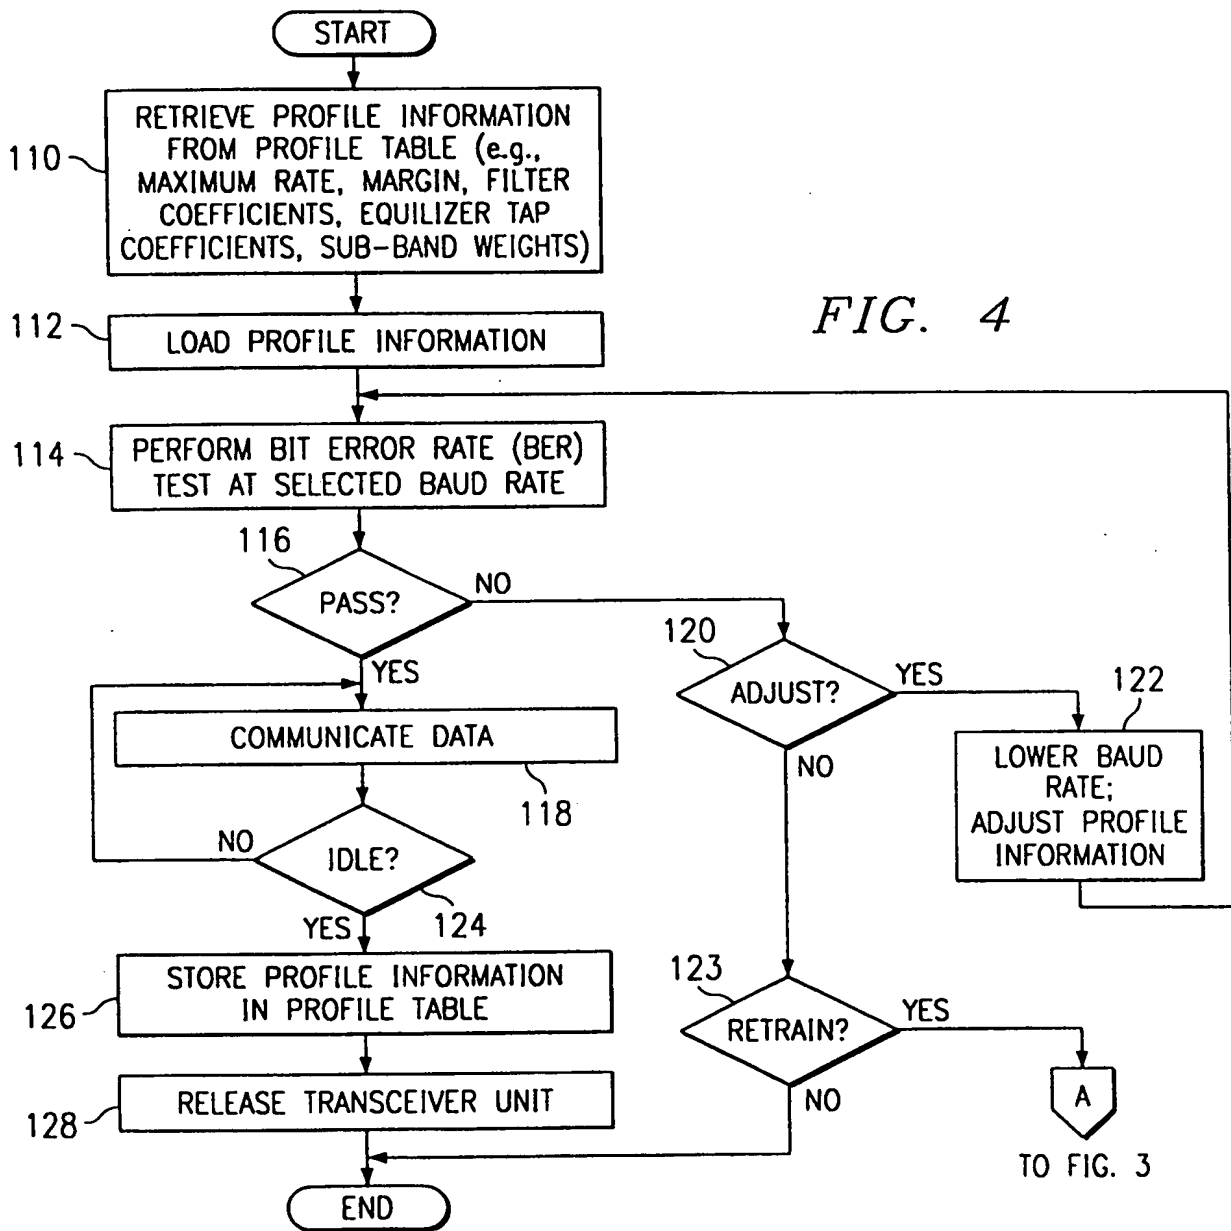 START
110
RETRIEVE PROFILE INFORMATION
FROM PROFILE TABLE (e.g.,
MAXIMUM RATE, MARGIN, FILTER
COEFFICIENTS, EQUILIZER TAP
COEFFICIENTS, SUB-BAND WEIGHTS)
FIG. 4
112
LOAD PROFILE INFORMATION
114
PERFORM BIT ERROR RATE (BER)
TEST AT SELECTED BAUD RATE
116
PASS?
NO
YES
120
ADJUST?
YES
NO
122
LOWER BAUD
RATE;
ADJUST PROFILE
INFORMATION
COMMUNICATE DATA
118
IDLE?
NO
124
YES
126
STORE PROFILE INFORMATION
IN PROFILE TABLE
123
RETRAIN?
YES
NO
A
TO FIG. 3
128
RELEASE TRANSCEIVER UNIT
END